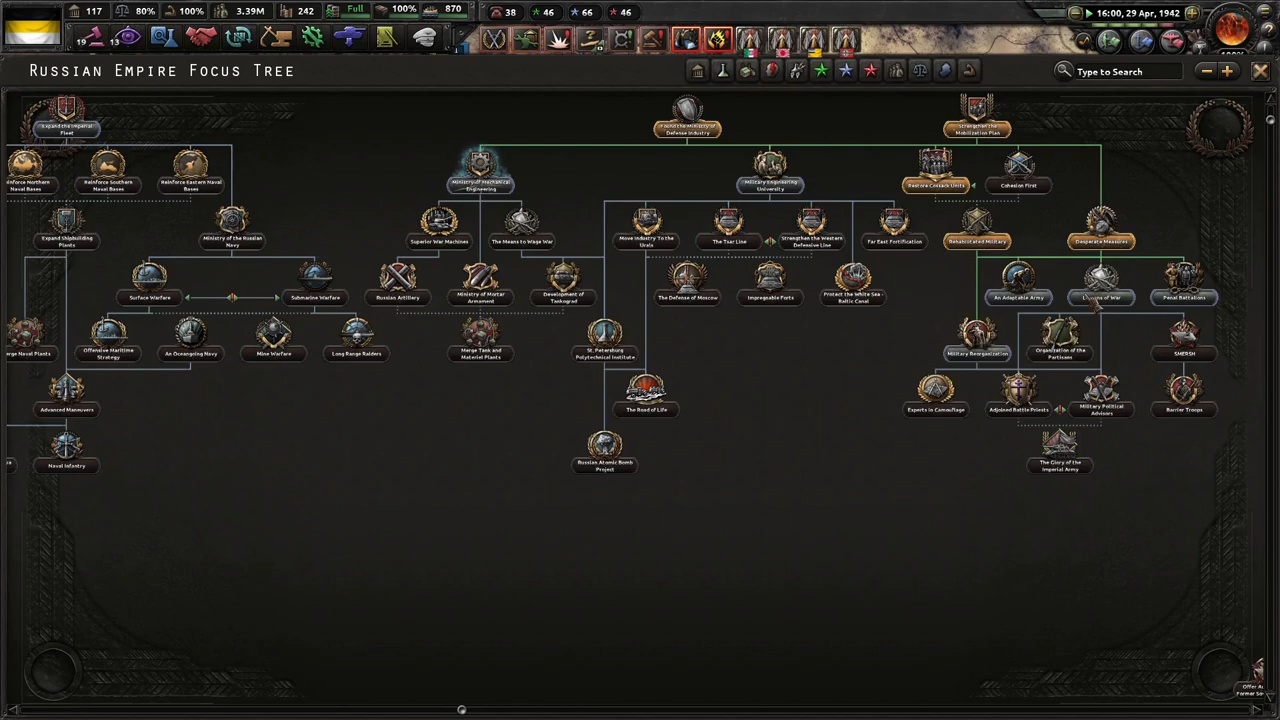 117
80%
100%
3.39M
242
Full
100%
870
38
46
66
46
16:00, 29 Apr, 1942
19
13
RUSSIAN EMPIRE FOCUS TREE
Type to Search
Expand the Imperial
Fleet
Found the Ministry of
Defense Industry
Strengthen the
Mobilization Plan
Reinforce Southern
Naval Bases
Reinforce Eastern Naval
Bases
Ministry of Mechanical
Engineering
Military Engineering
University
Restore Cossack Units
Cohesion First
Expand Shipbuilding
Plants
Ministry of the Russian
Navy
Superior War Machines
The Means to Wage War
Move Industry To the
Urals
The Tsar Line
Strengthen the Western
Defensive Line
Far East Fortification
Rehabilitated Military
Desperate Measures
Surface Warfare
Submarine Warfare
Russian Artillery
Ministry of Mortar
Armament
Development of
Tankograd
The Defense of Moscow
Impregnable Forts
Protect the White Sea -
Baltic Canal
An Adaptable Army
of War
Penal Battalions
Offensive Maritime
Strategy
An Oceangoing Navy
Mine Warfare
Long Range Raiders
Merge Tank and
Materiel Plants
St. Petersburg
Polytechnical Institute
Military Reorganization
Organization of the
Partisans
SMERSH
Advanced Maneuvers
The Road of Life
Experts in Camouflage
Adjoined Battle Priests
Military Political
Advisors
Barrier Troops
Naval Infantry
Russian Atomic Bomb
Project
The Glory of the
Imperial Army